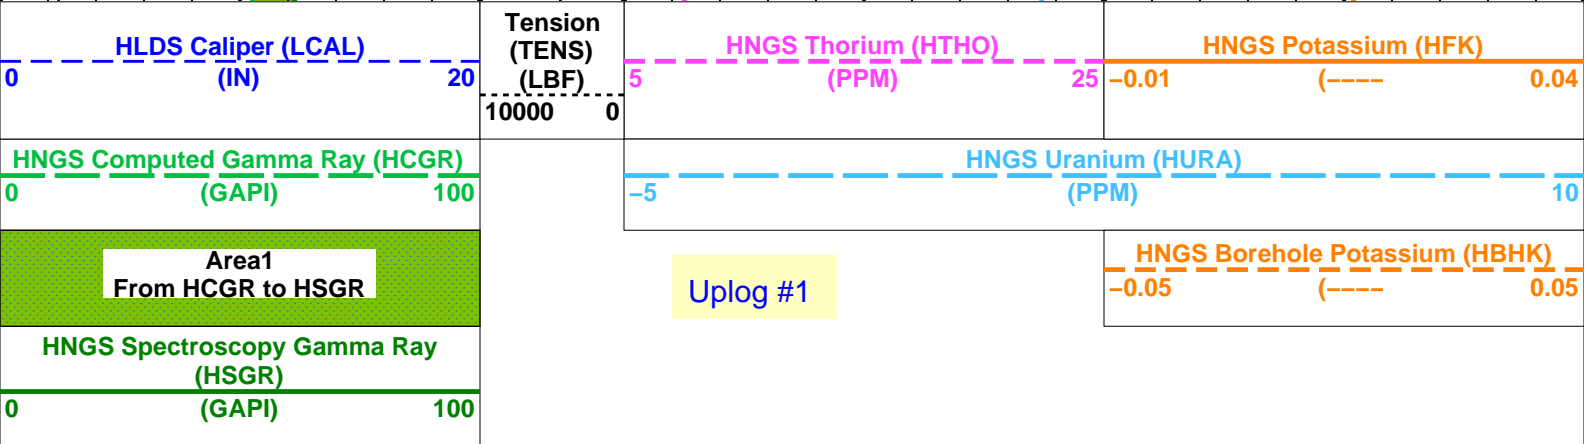 HLDS Caliper (LCAL)
0 (IN) 20
Tension
(TENS)
(LBF)
10000 0
HNGS Thorium (HTHO)
5 (PPM) 25
HNGS Potassium (HFK)
−0.01 (−−−− 0.04
HNGS Computed Gamma Ray (HCGR)
0 (GAPI) 100
HNGS Uranium (HURA)
−5 (PPM) 10
Area1
From HCGR to HSGR
Uplog #1
HNGS Borehole Potassium (HBHK)
−0.05 (−−−− 0.05
HNGS Spectroscopy Gamma Ray
(HSGR)
0 (GAPI) 100